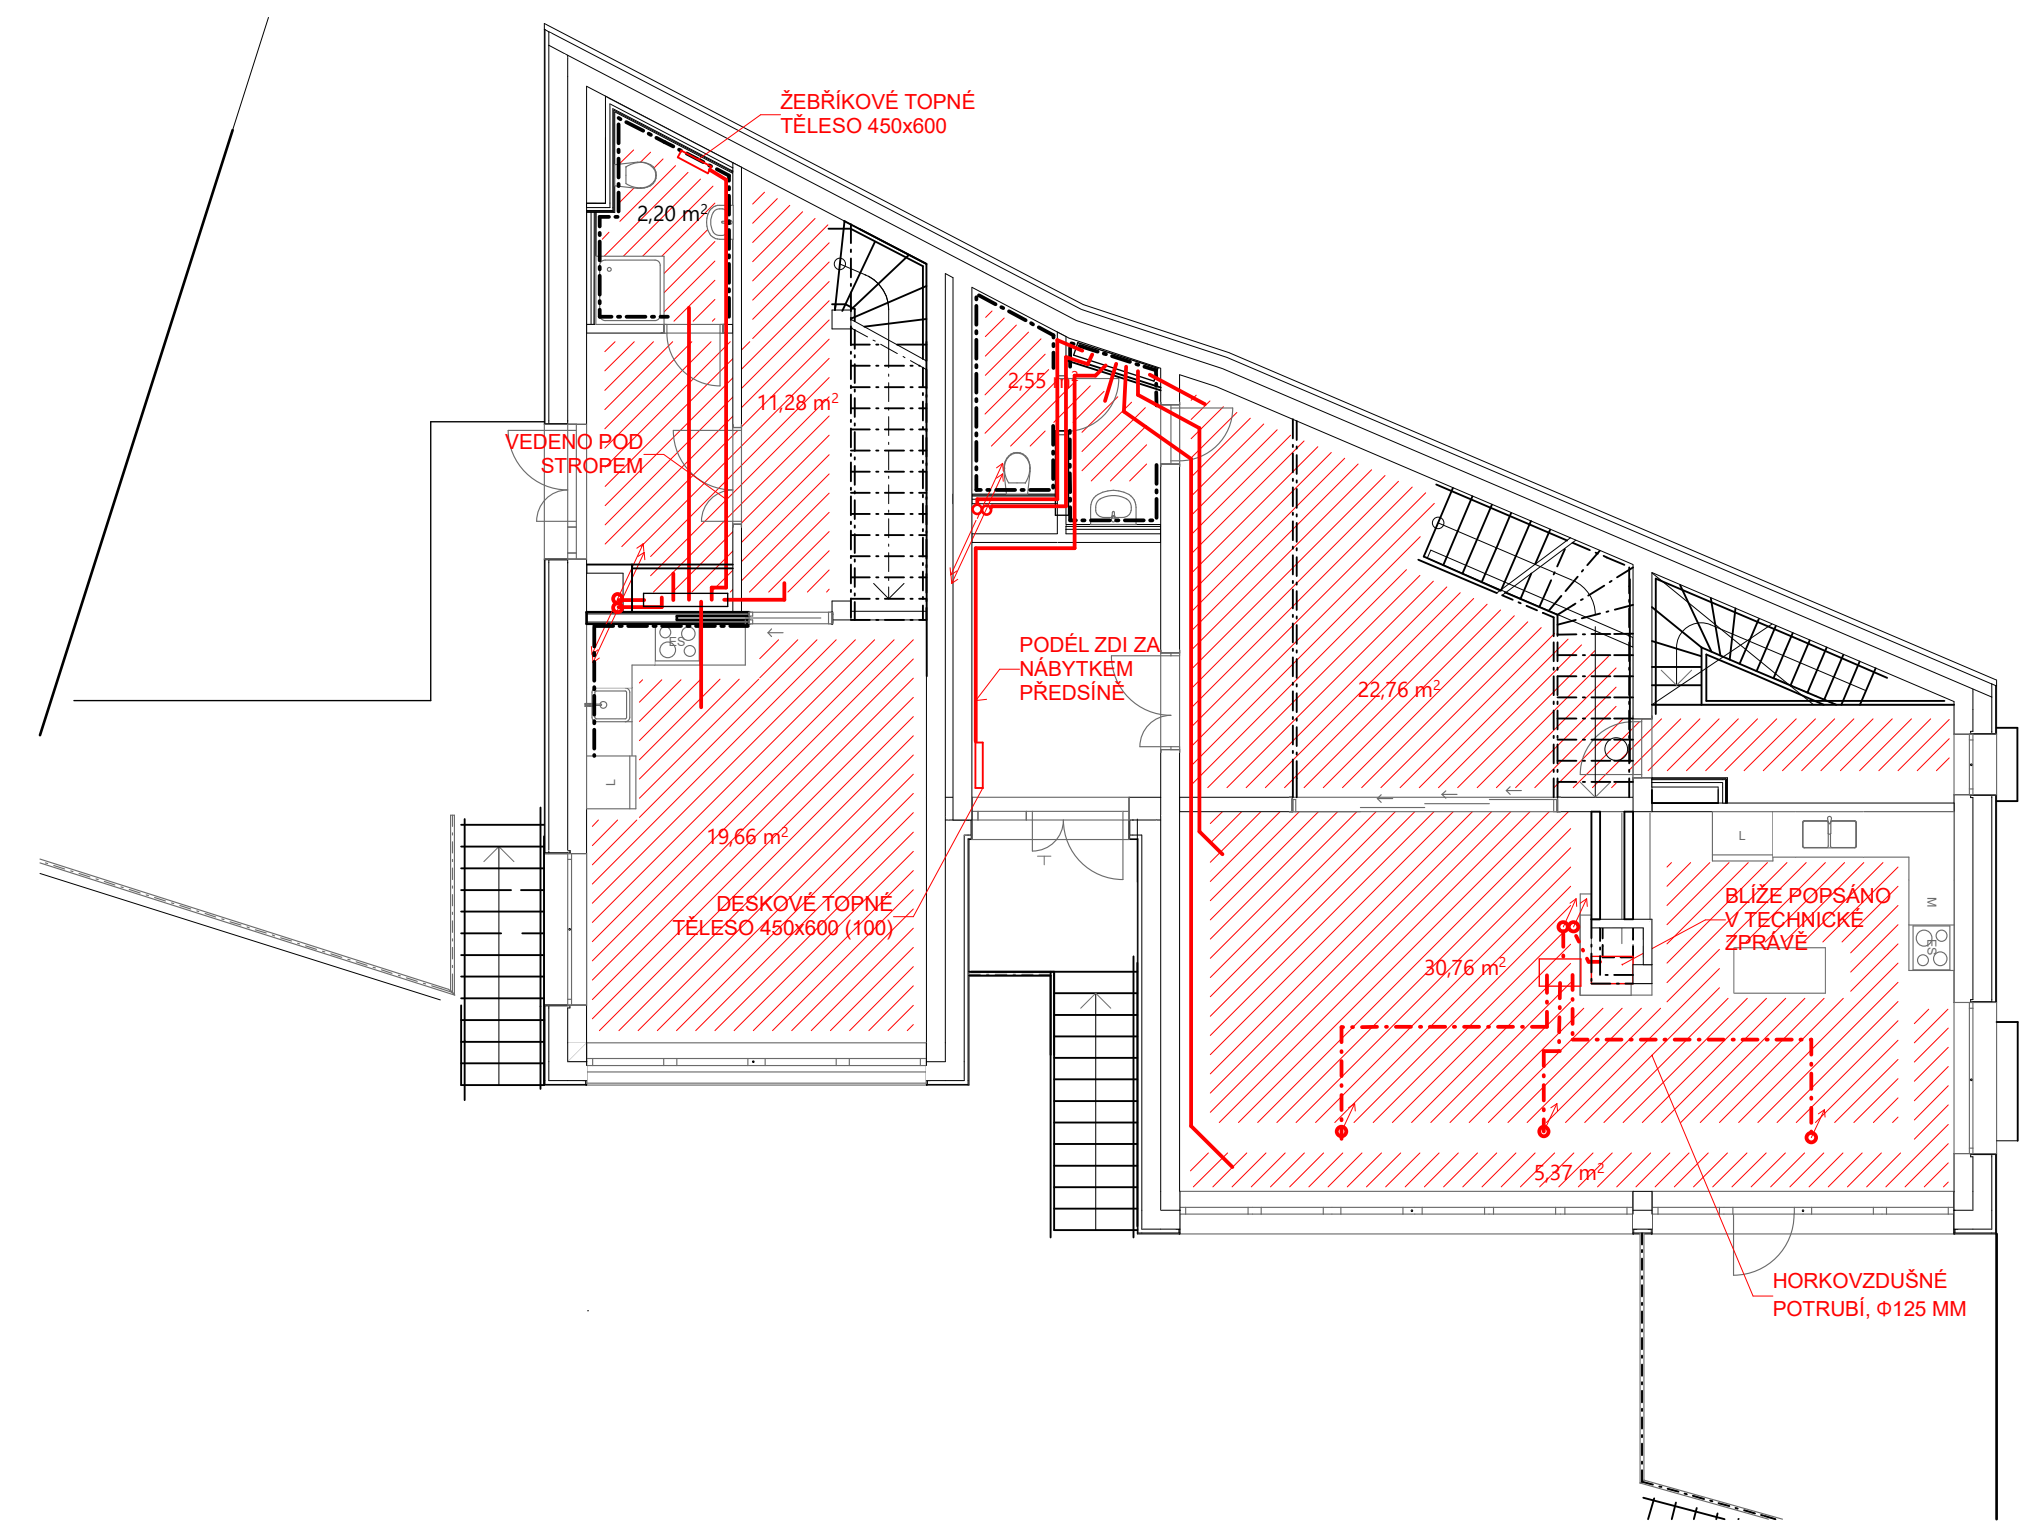 ŽEBŘÍKOVÉ TOPNÉ
TĚLESO 450x600
2,20 m²
11,28 m²
2,55 m²
VEDENO POD
STROPEM
ES
PODÉL ZDI ZA
NÁBYTKEM
PŘEDSÍNĚ
22,76 m²
L
19,66 m²
L
DESKOVÉ TOPNÉ
TĚLESO 450x600 (100)
BLÍŽE POPSÁNO
V TECHNICKÉ
ZPRÁVĚ
M
ES
30,76 m²
5,37 m²
HORKOVZDUŠNÉ
POTRUBÍ, Φ125 MM